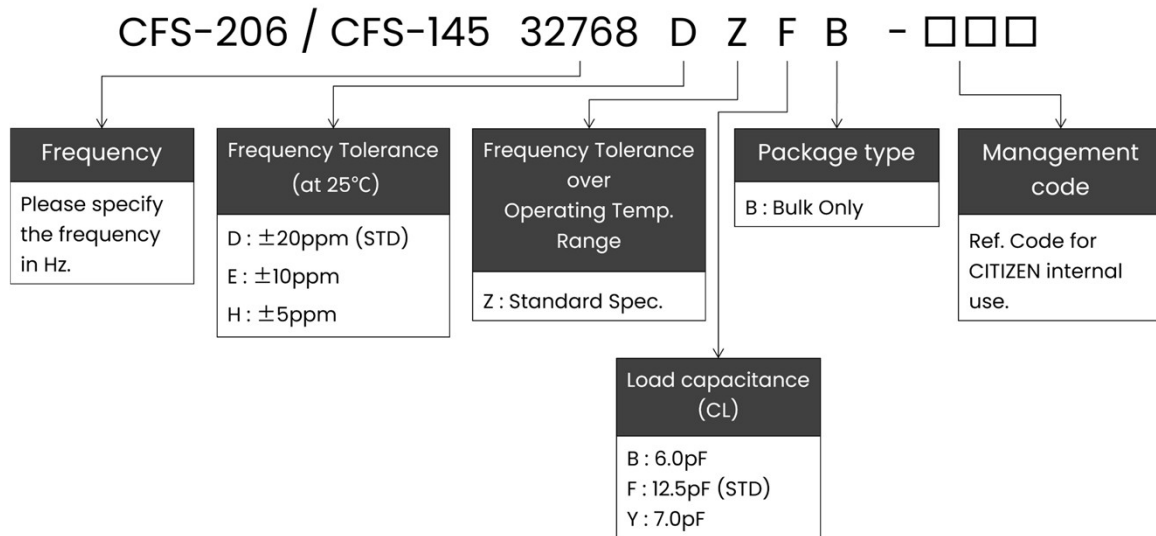 CFS-206 / CFS-145 32768 D Z F B - □□□
Frequency
Please specify
the frequency
in Hz.
Frequency Tolerance
(at 25℃)
D : ±20ppm (STD)
E : ±10ppm
H : ±5ppm
Frequency Tolerance
over
Operating Temp.
Range
Z : Standard Spec.
Load capacitance
(CL)
B : 6.0pF
F : 12.5pF (STD)
Y : 7.0pF
Package type
B : Bulk Only
Management
code
Ref. Code for
CITIZEN internal
use.